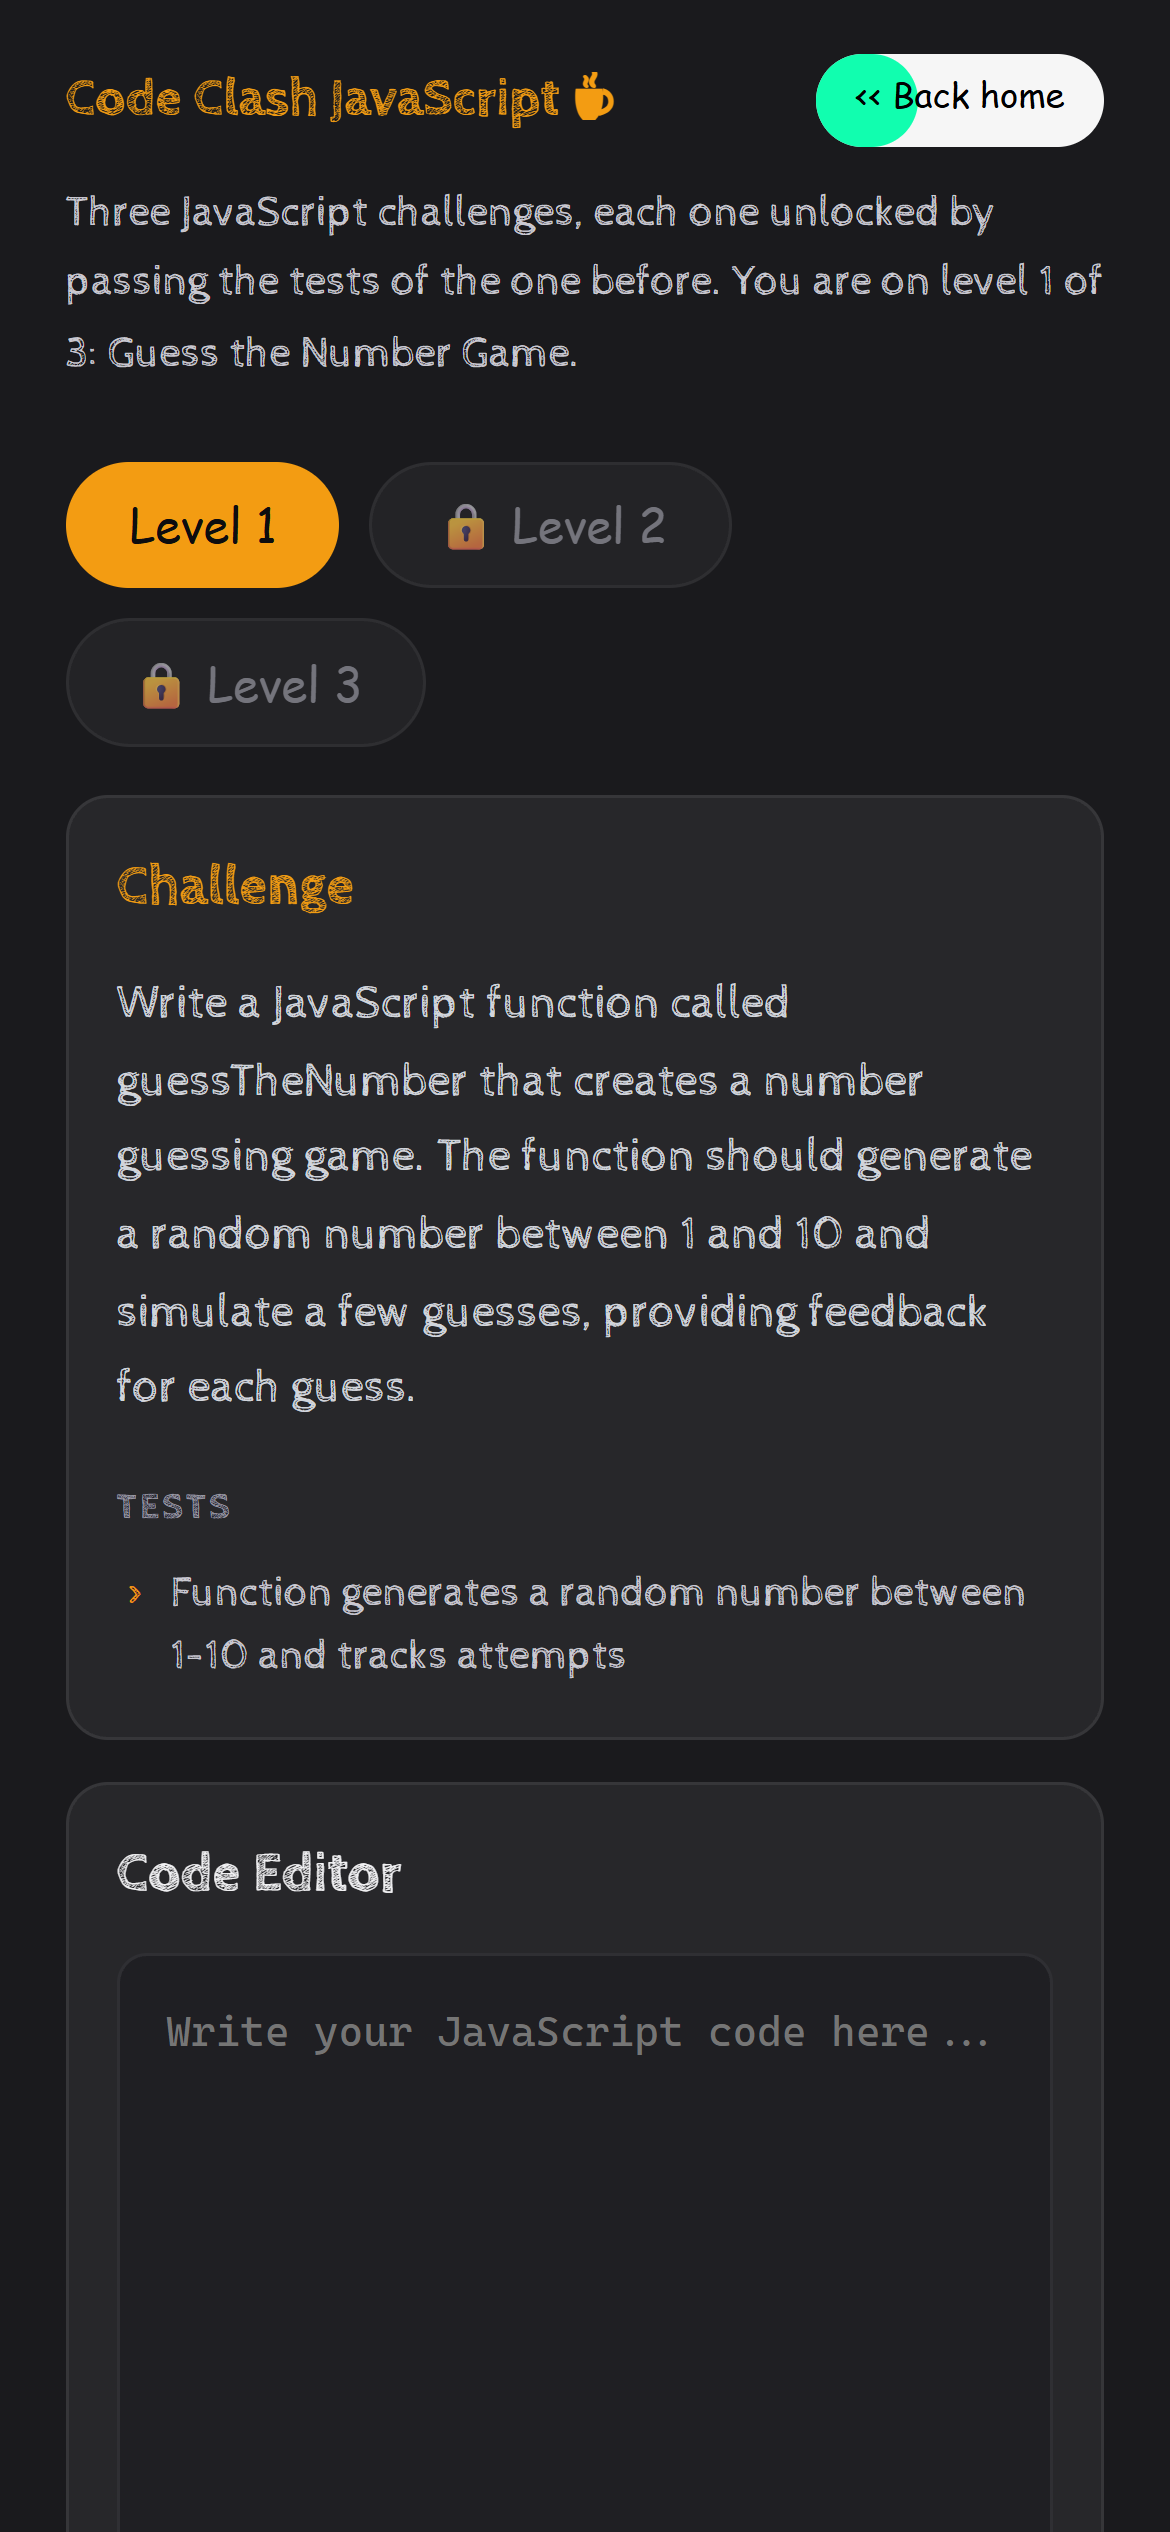 Code Clash JavaScript
<< Back home
Three JavaScript challenges, each one unlocked by
passing the tests of the one before. You are on level 1 of
3: Guess the Number Game.
Level 1
Level 2
Level 3
Challenge
Write a JavaScript function called
guessTheNumber that creates a number
guessing game. The function should generate
a random number between 1 and 10 and
simulate a few guesses, providing feedback
for each guess.
TESTS
› Function generates a random number between
1-10 and tracks attempts
Code Editor
Write your JavaScript code here...